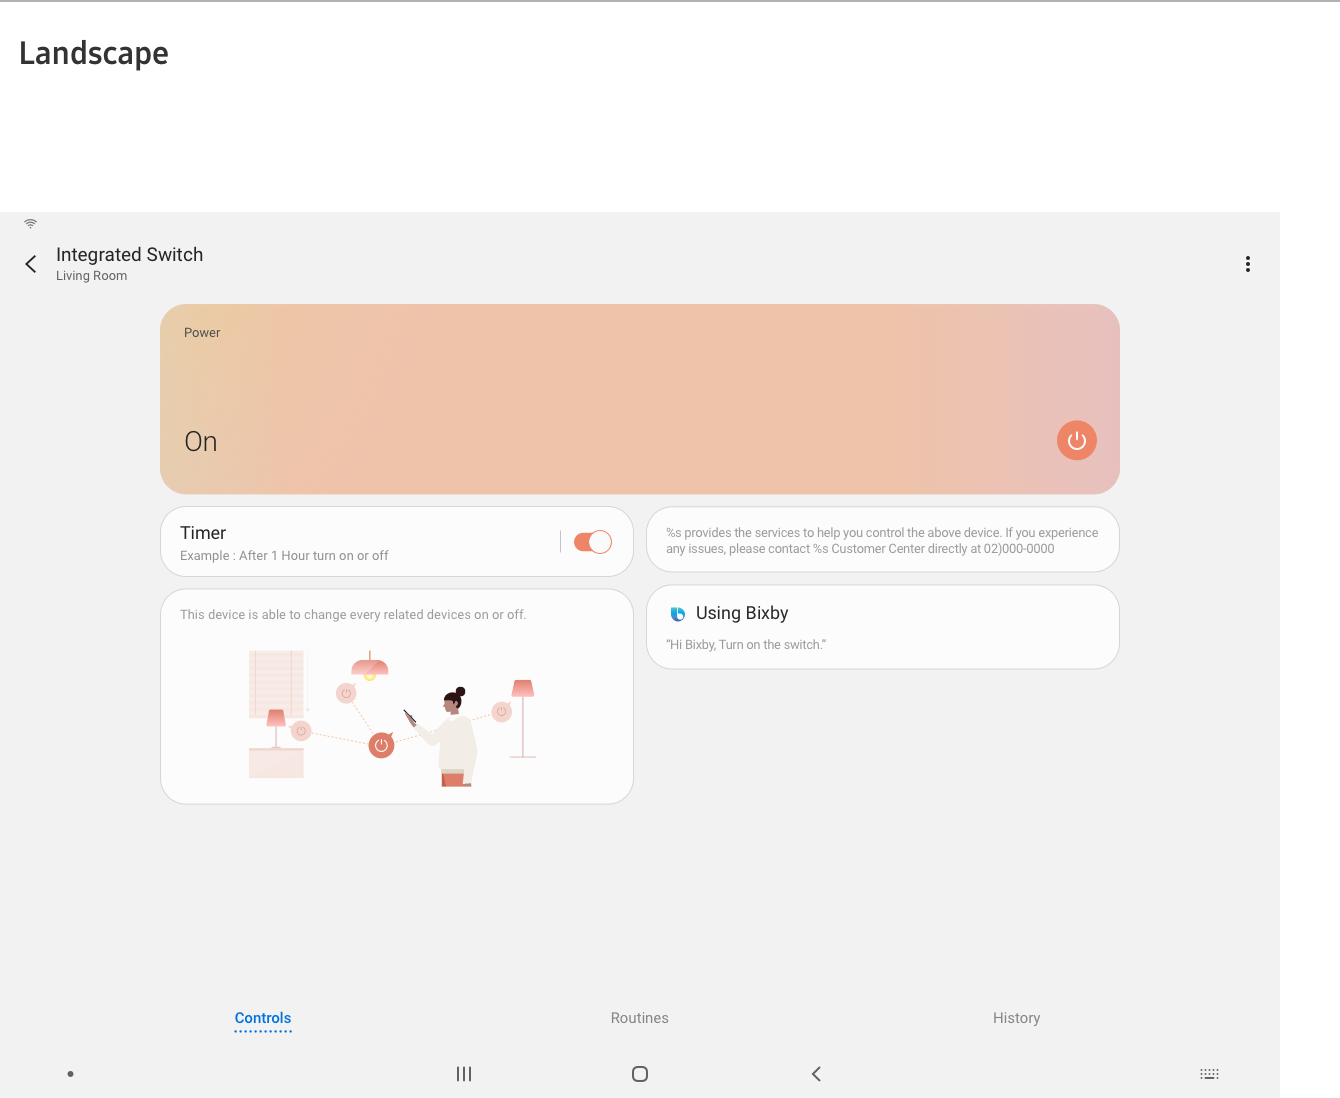 Landscape
Integrated Switch
Living Room
Power
On
Timer
Example : After 1 Hour turn on or off
%s provides the services to help you control the above device. If you experience
any issues, please contact %s Customer Center directly at 02)000-0000
This device is able to change every related devices on or off.
Using Bixby
“Hi Bixby, Turn on the switch.”
Controls
Routines
History